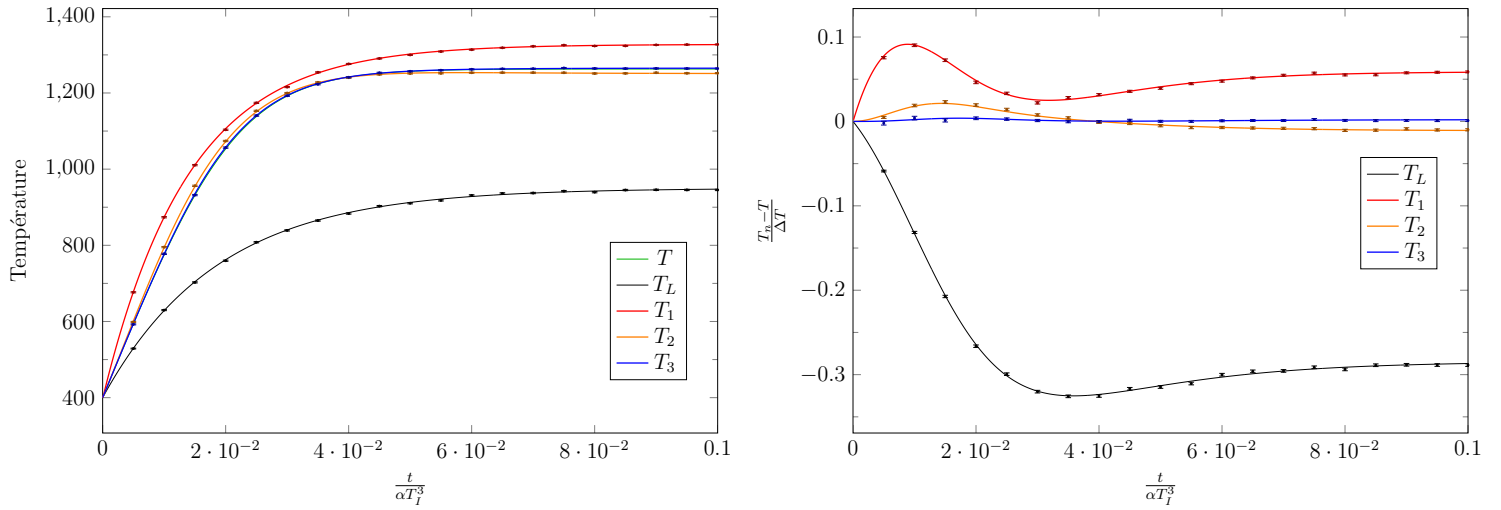 1,400
1,200
1,000
800
600
400
Température
0
2 · 10^−2
4 · 10^−2
6 · 10^−2
8 · 10^−2
0.1
t / αT_I^3
T
T_L
T_1
T_2
T_3
0.1
0
−0.1
−0.2
−0.3
T_n−T / ΔT
0
2 · 10^−2
4 · 10^−2
6 · 10^−2
8 · 10^−2
0.1
t / αT_I^3
T_L
T_1
T_2
T_3